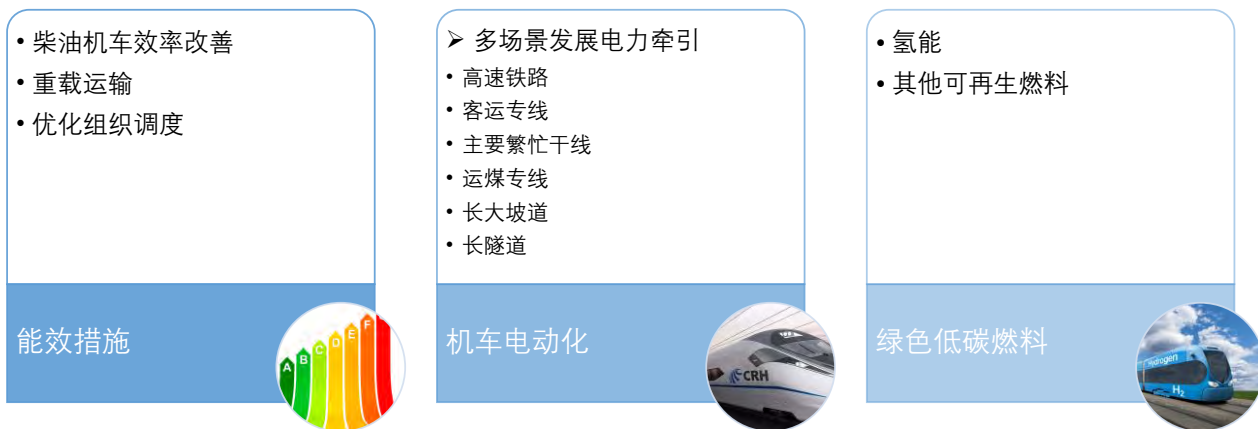 • 柴油机车效率改善
• 重载运输
• 优化组织调度
能效措施
A B C D E F
➢ 多场景发展电力牵引
• 高速铁路
• 客运专线
• 主要繁忙干线
• 运煤专线
• 长大坡道
• 长隧道
机车电动化
CRH
• 氢能
• 其他可再生燃料
绿色低碳燃料
Hydrogen
H₂